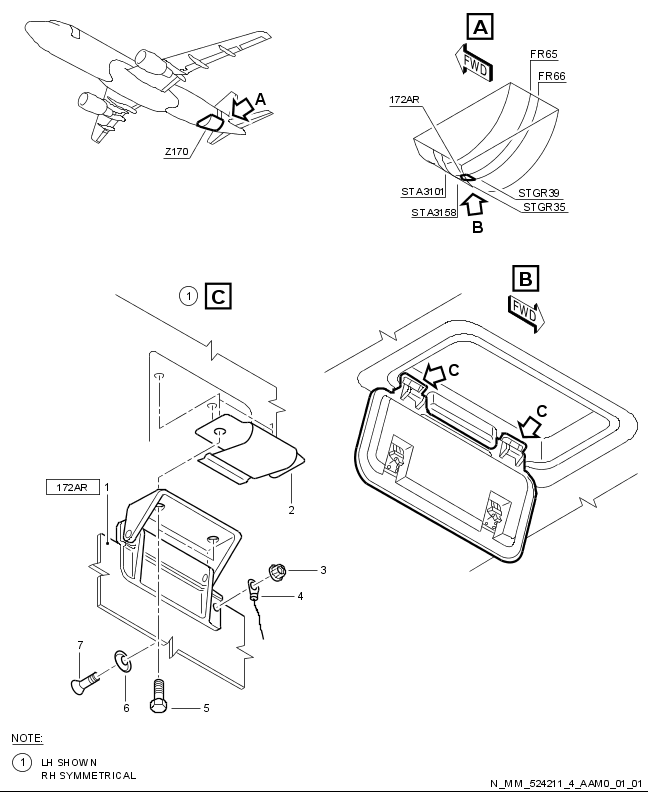 A
FWD
FR65
FR66
172AR
A
Z170
STA3101
STGR39
STA3158
STGR35
B
1 C
B
FWD
C
C
172AR 1
2
3
4
7
6
5
NOTE:
1 LH SHOWN
RH SYMMETRICAL
N_MM_524211_4_AAM0_01_01